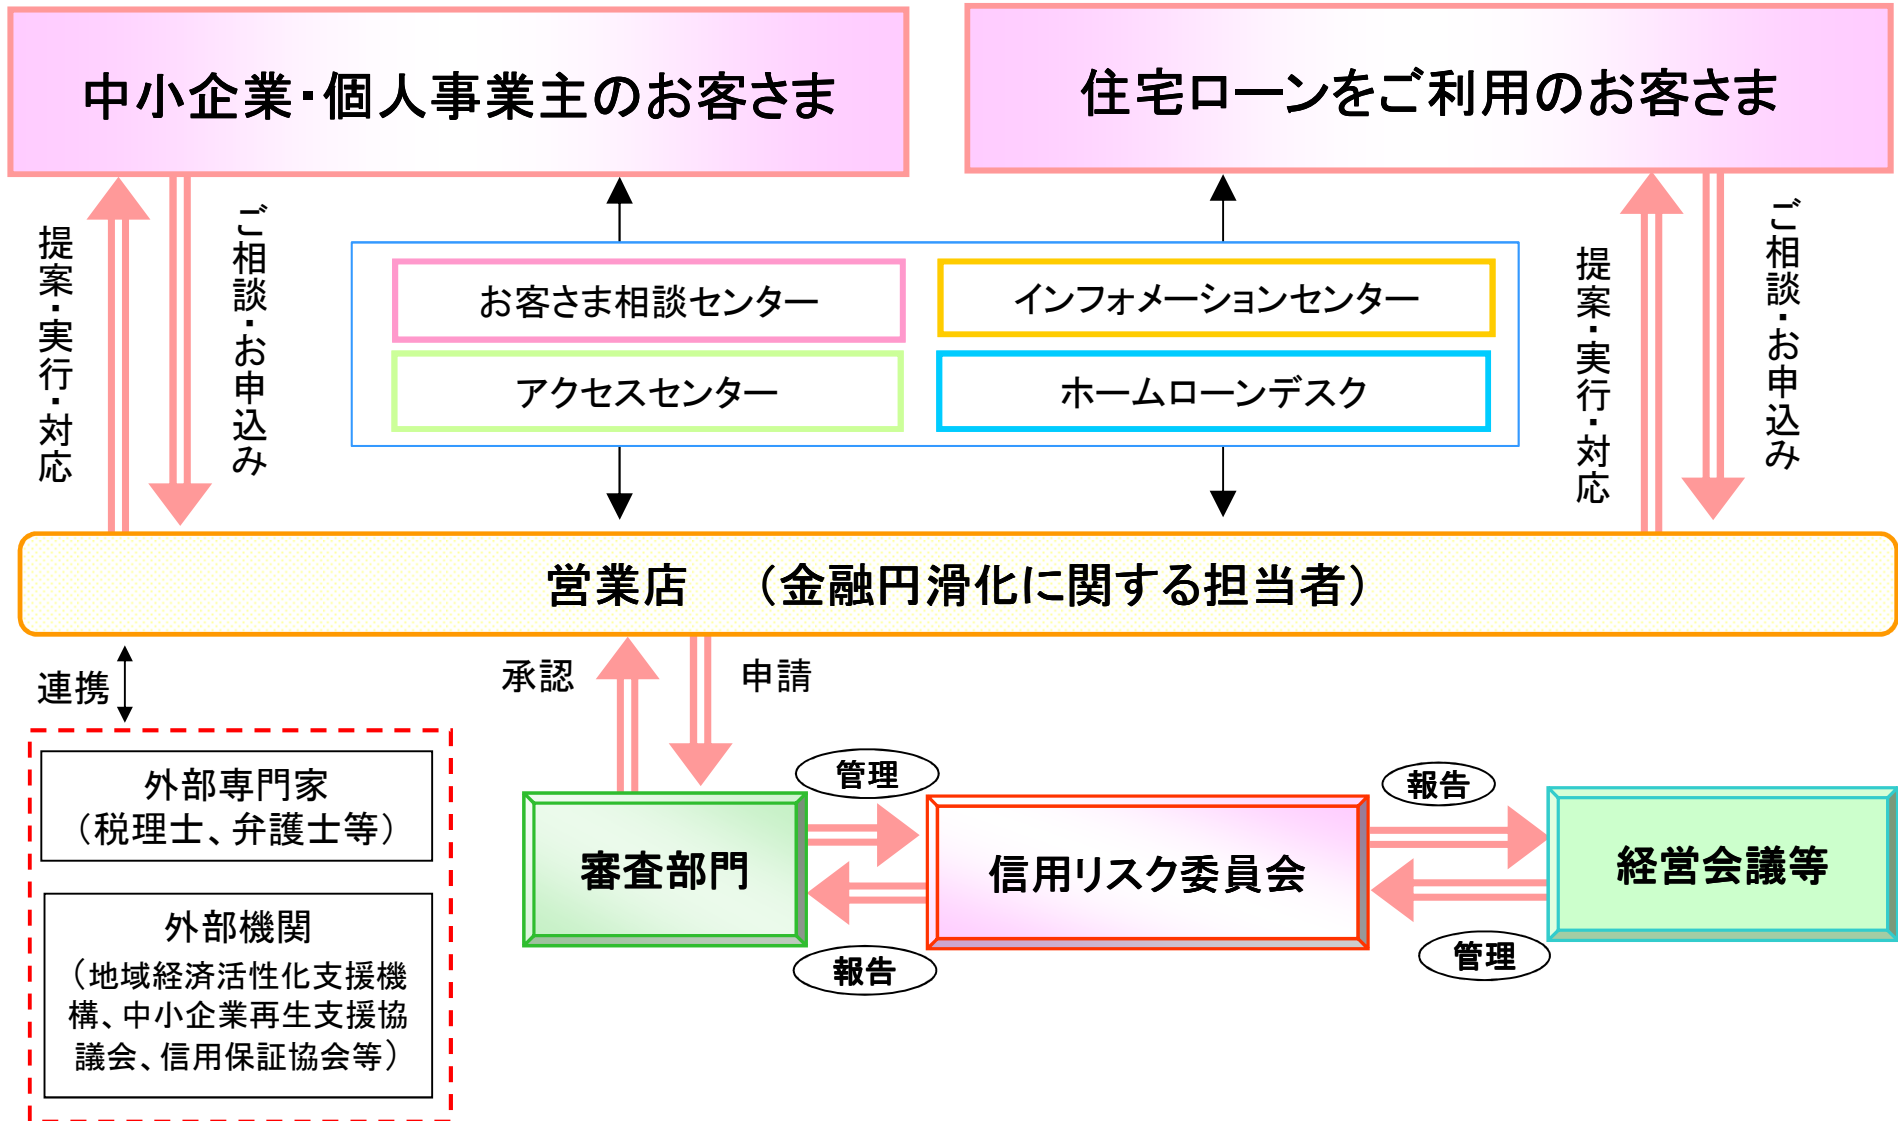 中小企業・個人事業主のお客さま
住宅ローンをご利用のお客さま
提案・実行・対応
ご相談・お申込み
お客さま相談センター
インフォメーションセンター
アクセスセンター
ホームローンデスク
提案・実行・対応
ご相談・お申込み
営業店　（金融円滑化に関する担当者）
連携
承認
申請
外部専門家
（税理士、弁護士等）
外部機関
（地域経済活性化支援機
構、中小企業再生支援協
議会、信用保証協会等）
管理
報告
審査部門
信用リスク委員会
経営会議等
報告
管理